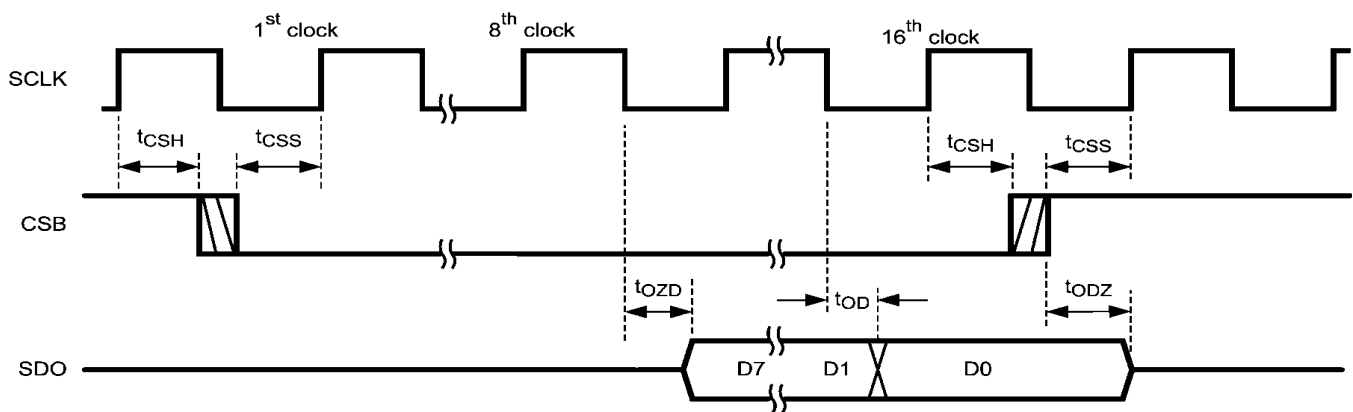 1st clock 8th clock 16th clock
SCLK
tCSH tCSS tCSH tCSS
CSB
tOZD tOD tODZ
SDO D7 D1 D0